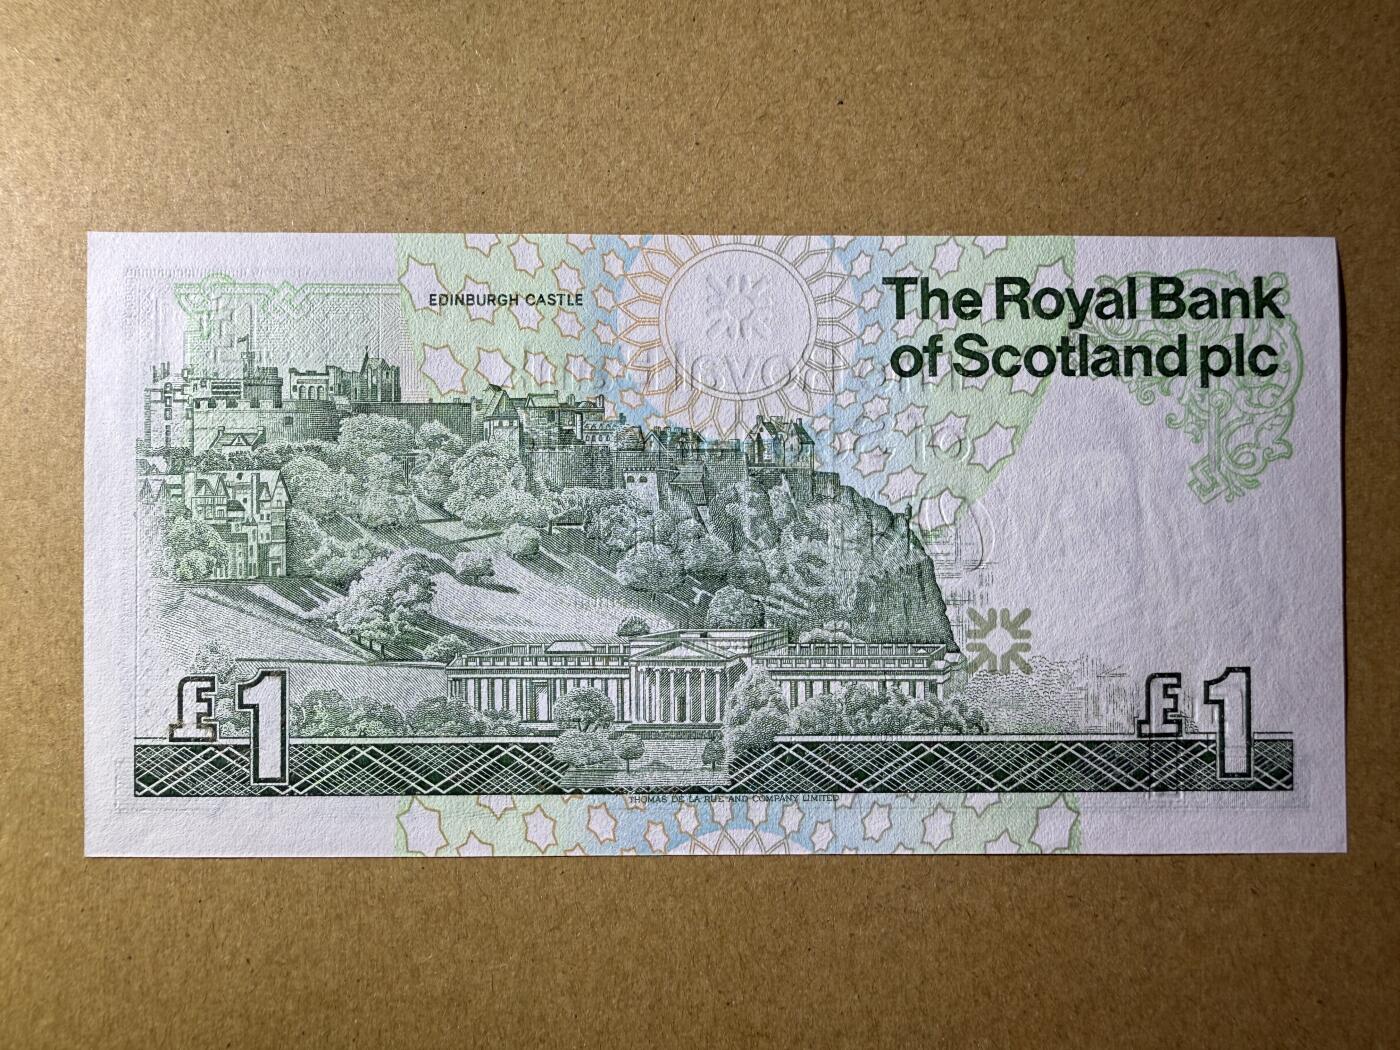 EDINBURGH CASTLE
The Royal Bank
of Scotland plc
£1
£1
THOMAS DE LA RUE AND COMPANY LIMITED